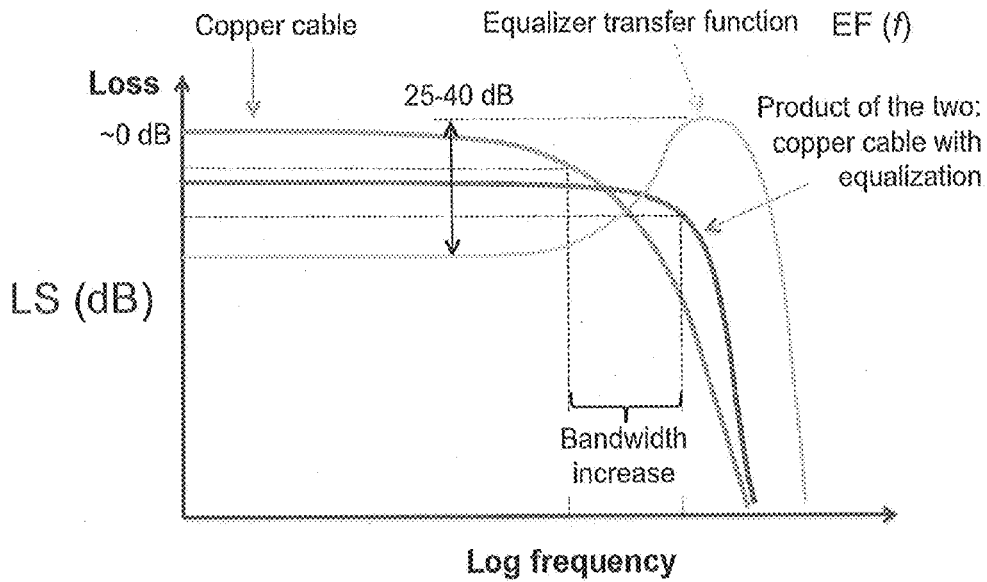 Copper cable
Equalizer transfer function EF (f)
Loss
25-40 dB
~0 dB
Product of the two:
copper cable with
equalization
LS (dB)
Bandwidth
increase
Log frequency